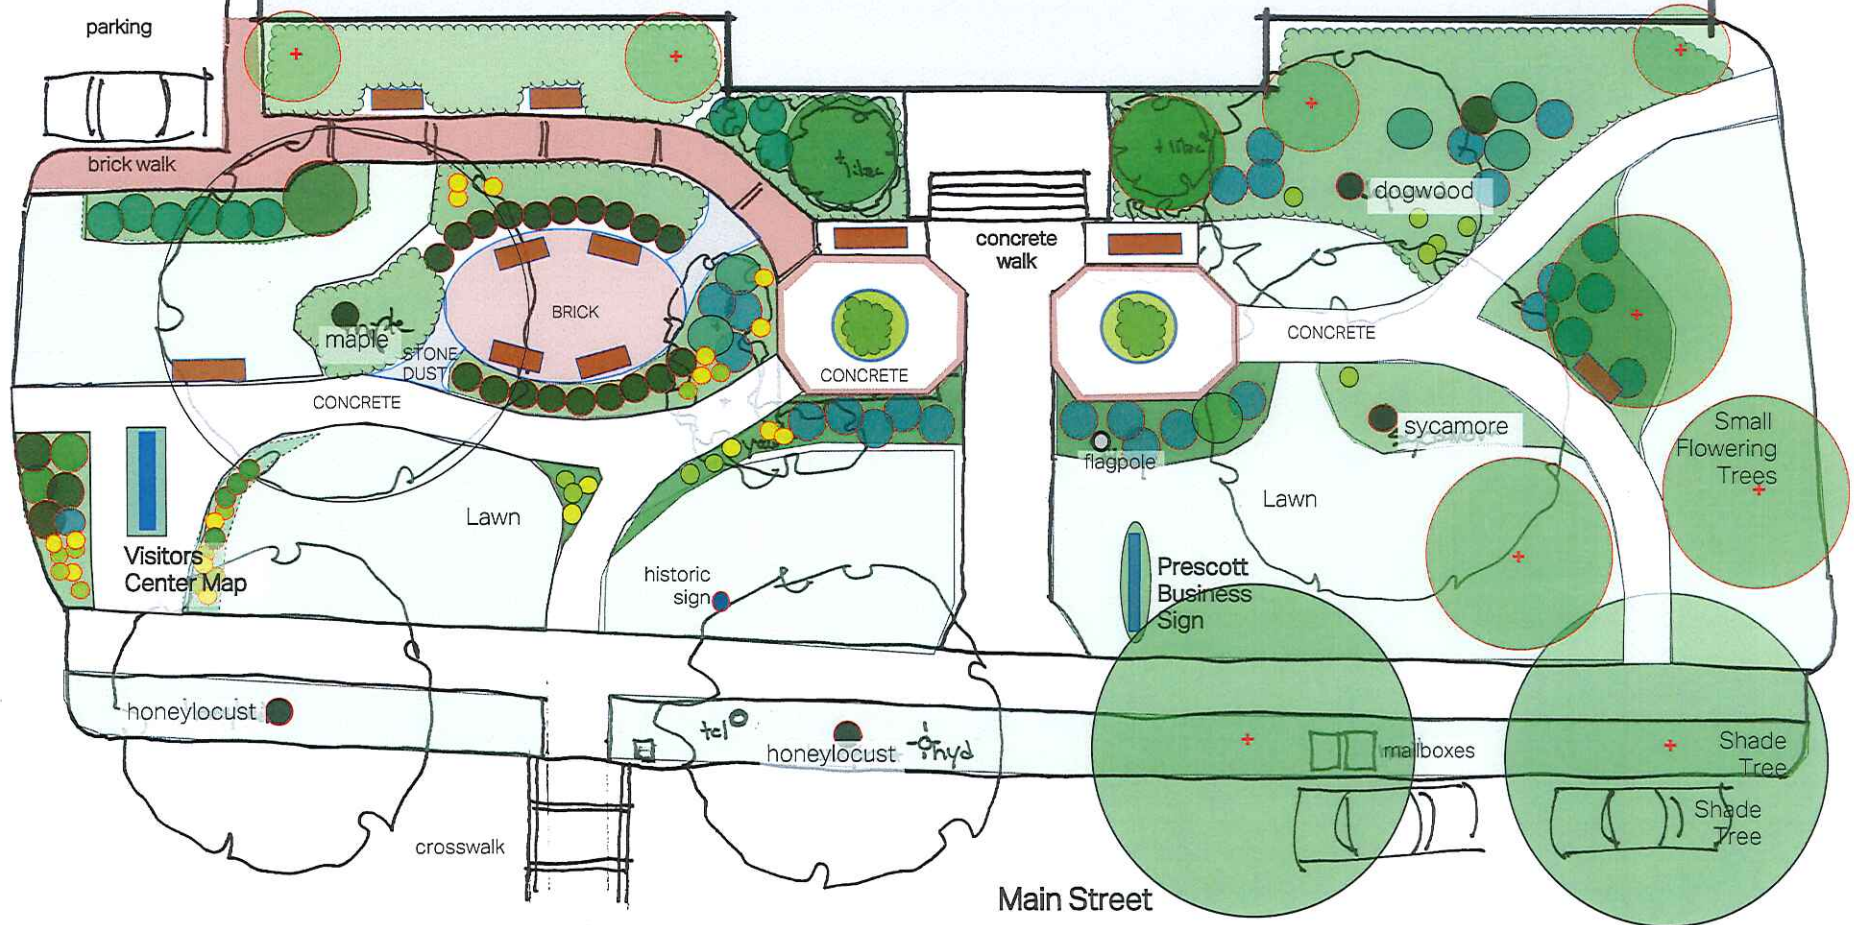 parking
brick walk
lilac
lilac
dogwood
concrete
walk
maple
BRICK
STONE
DUST
CONCRETE
CONCRETE
CONCRETE
sycamore
flagpole
Small
Flowering
Trees
Lawn
Lawn
Visitors
Center Map
historic
sign
Prescott
Business
Sign
honeylocust
tel
honeylocust
hyd
mailboxes
Shade
Tree
Shade
Tree
crosswalk
Main Street